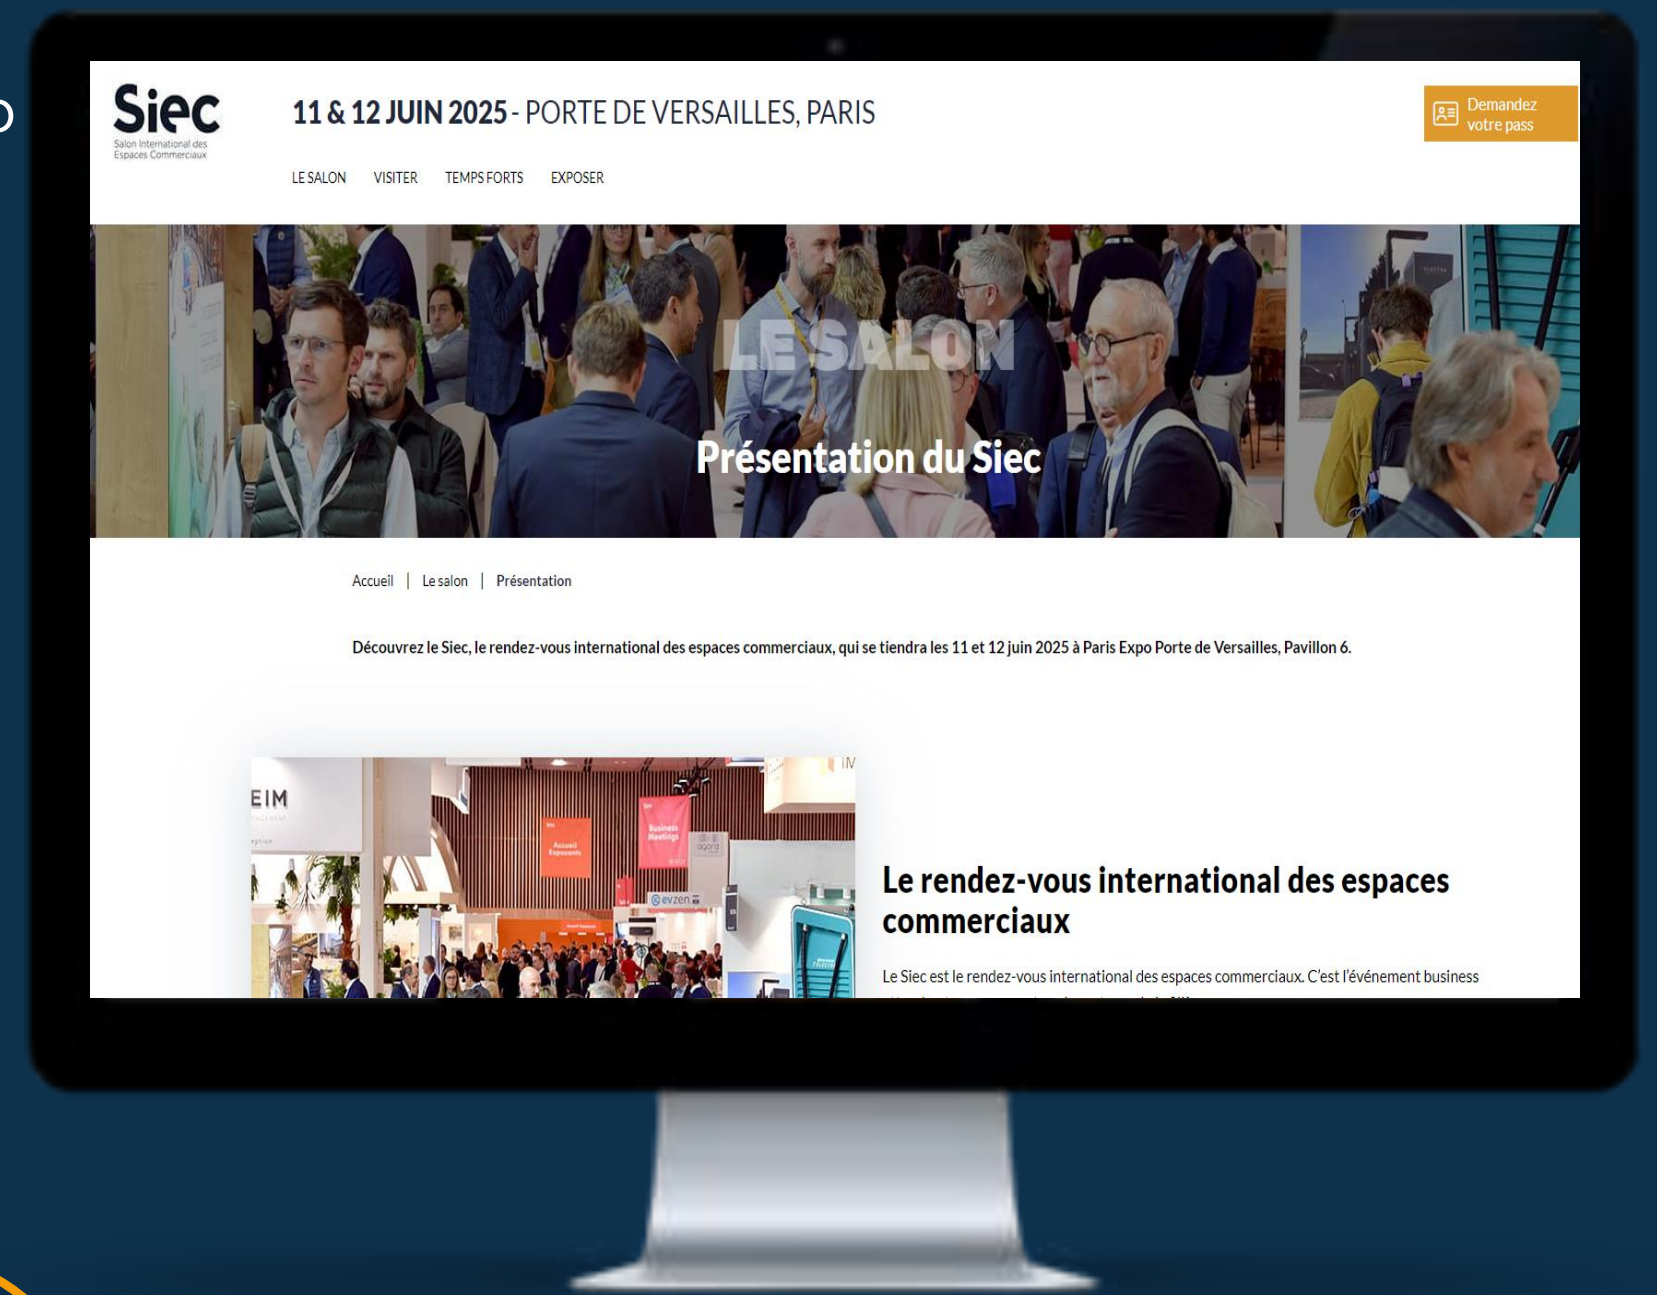 Siec
Salon International des
Espaces Commerciaux
11 & 12 JUIN 2025 - PORTE DE VERSAILLES, PARIS
Demandez
votre pass
LE SALON VISITER TEMPS FORTS EXPOSER
LE SALON
Présentation du Siec
Accueil | Le salon | Présentation
Découvrez le Siec, le rendez-vous international des espaces commerciaux, qui se tiendra les 11 et 12 juin 2025 à Paris Expo Porte de Versailles, Pavillon 6.
EIM
IM
Accueil
Exposants
Business
Meetings
agora
evzen
Le rendez-vous international des espaces
commerciaux
Le Siec est le rendez-vous international des espaces commerciaux. C'est l'événement business